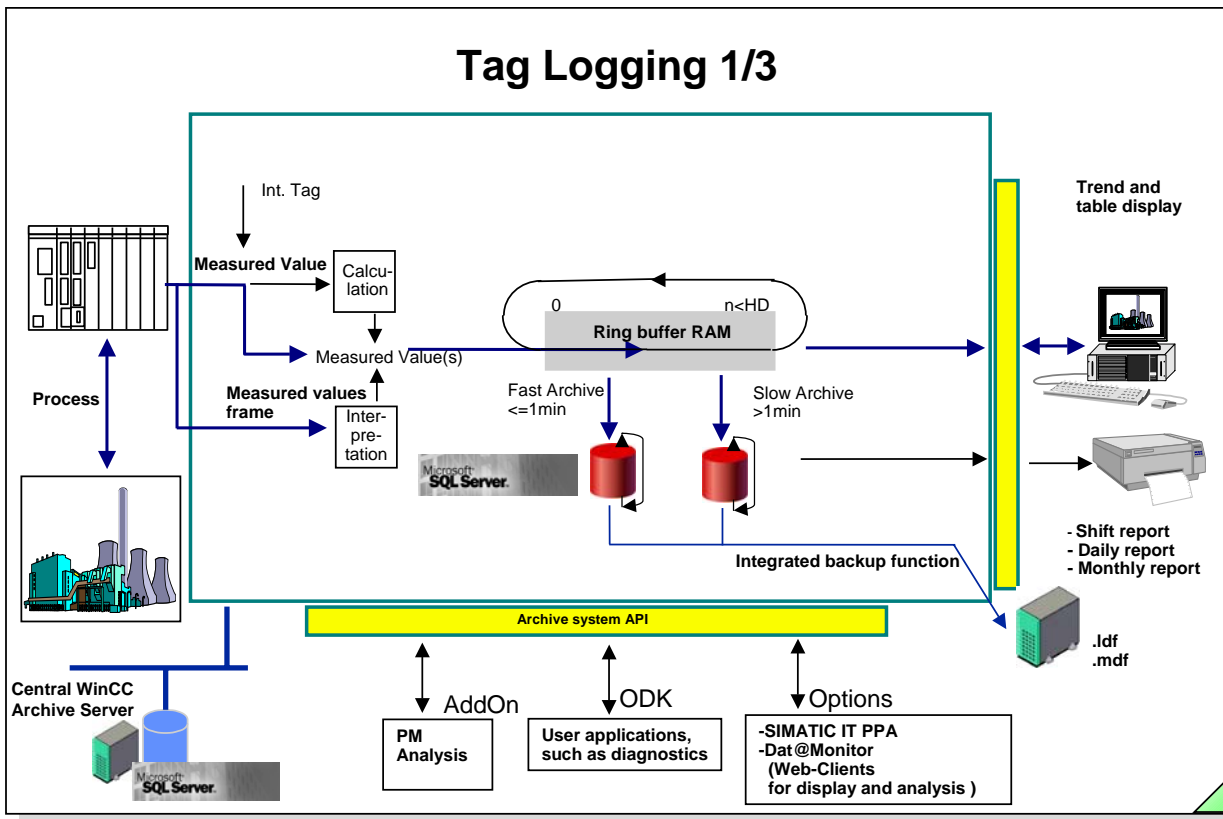 Tag Logging 1/3
Int. Tag
Measured Value
Calcu-
lation
Measured Value(s)
Measured values
frame
Inter-
pre-
tation
Process
0
n<HD
Ring buffer RAM
Fast Archive
<=1min
Slow Archive
>1min
Microsoft
SQL Server
Integrated backup function
Trend and
table display
- Shift report
- Daily report
- Monthly report
.ldf
.mdf
Archive system API
Central WinCC
Archive Server
Microsoft
SQL Server
AddOn
PM
Analysis
ODK
User applications,
such as diagnostics
Options
-SIMATIC IT PPA
-Dat@Monitor
(Web-Clients
for display and analysis )